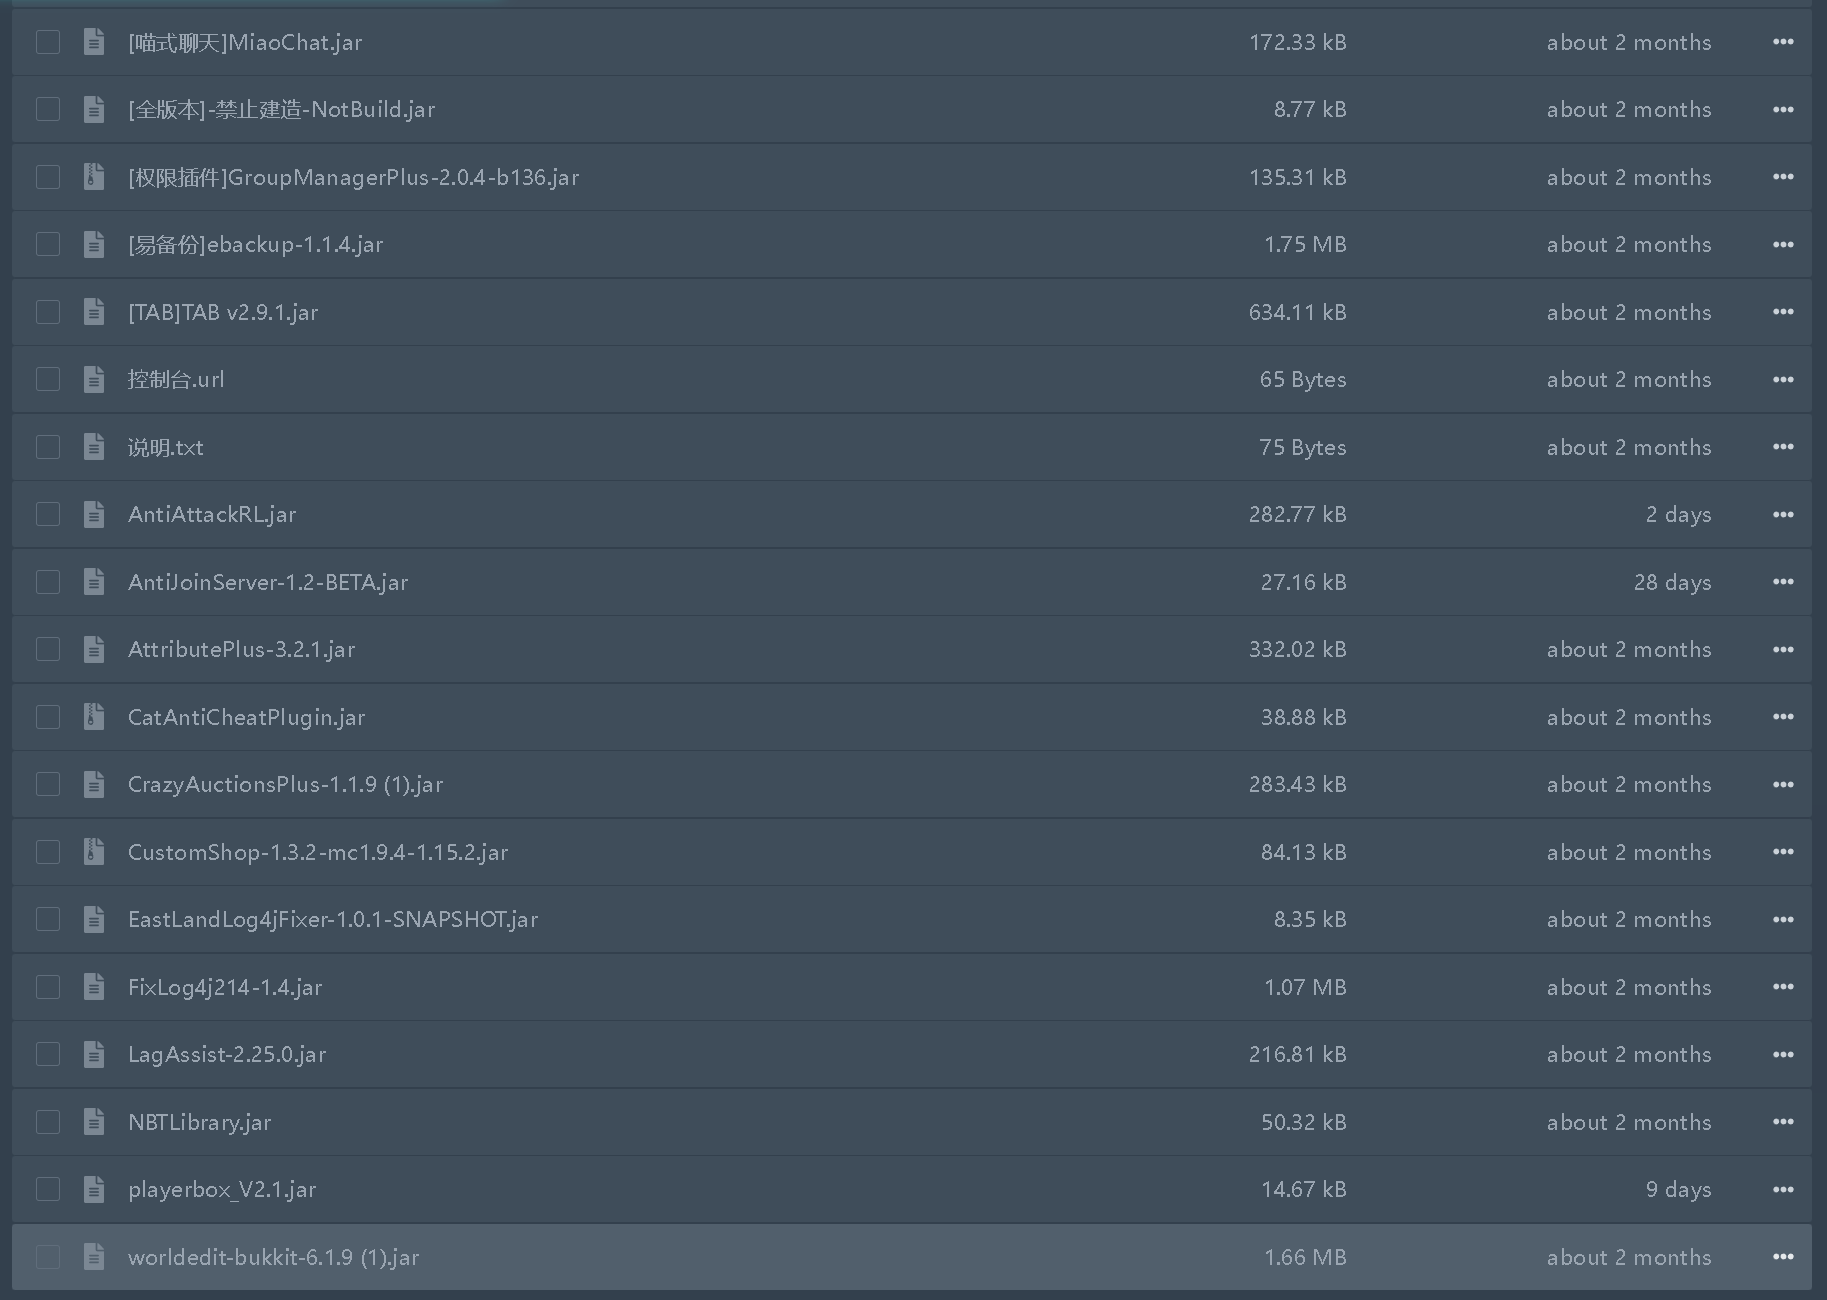 [喵式聊天]MiaoChat.jar 172.33 kB about 2 months
[全版本]-禁止建造-NotBuild.jar 8.77 kB about 2 months
[权限插件]GroupManagerPlus-2.0.4-b136.jar 135.31 kB about 2 months
[易备份]ebackup-1.1.4.jar 1.75 MB about 2 months
[TAB]TAB v2.9.1.jar 634.11 kB about 2 months
控制台.url 65 Bytes about 2 months
说明.txt 75 Bytes about 2 months
AntiAttackRL.jar 282.77 kB 2 days
AntiJoinServer-1.2-BETA.jar 27.16 kB 28 days
AttributePlus-3.2.1.jar 332.02 kB about 2 months
CatAntiCheatPlugin.jar 38.88 kB about 2 months
CrazyAuctionsPlus-1.1.9 (1).jar 283.43 kB about 2 months
CustomShop-1.3.2-mc1.9.4-1.15.2.jar 84.13 kB about 2 months
EastLandLog4jFixer-1.0.1-SNAPSHOT.jar 8.35 kB about 2 months
FixLog4j214-1.4.jar 1.07 MB about 2 months
LagAssist-2.25.0.jar 216.81 kB about 2 months
NBTLibrary.jar 50.32 kB about 2 months
playerbox_V2.1.jar 14.67 kB 9 days
worldedit-bukkit-6.1.9 (1).jar 1.66 MB about 2 months